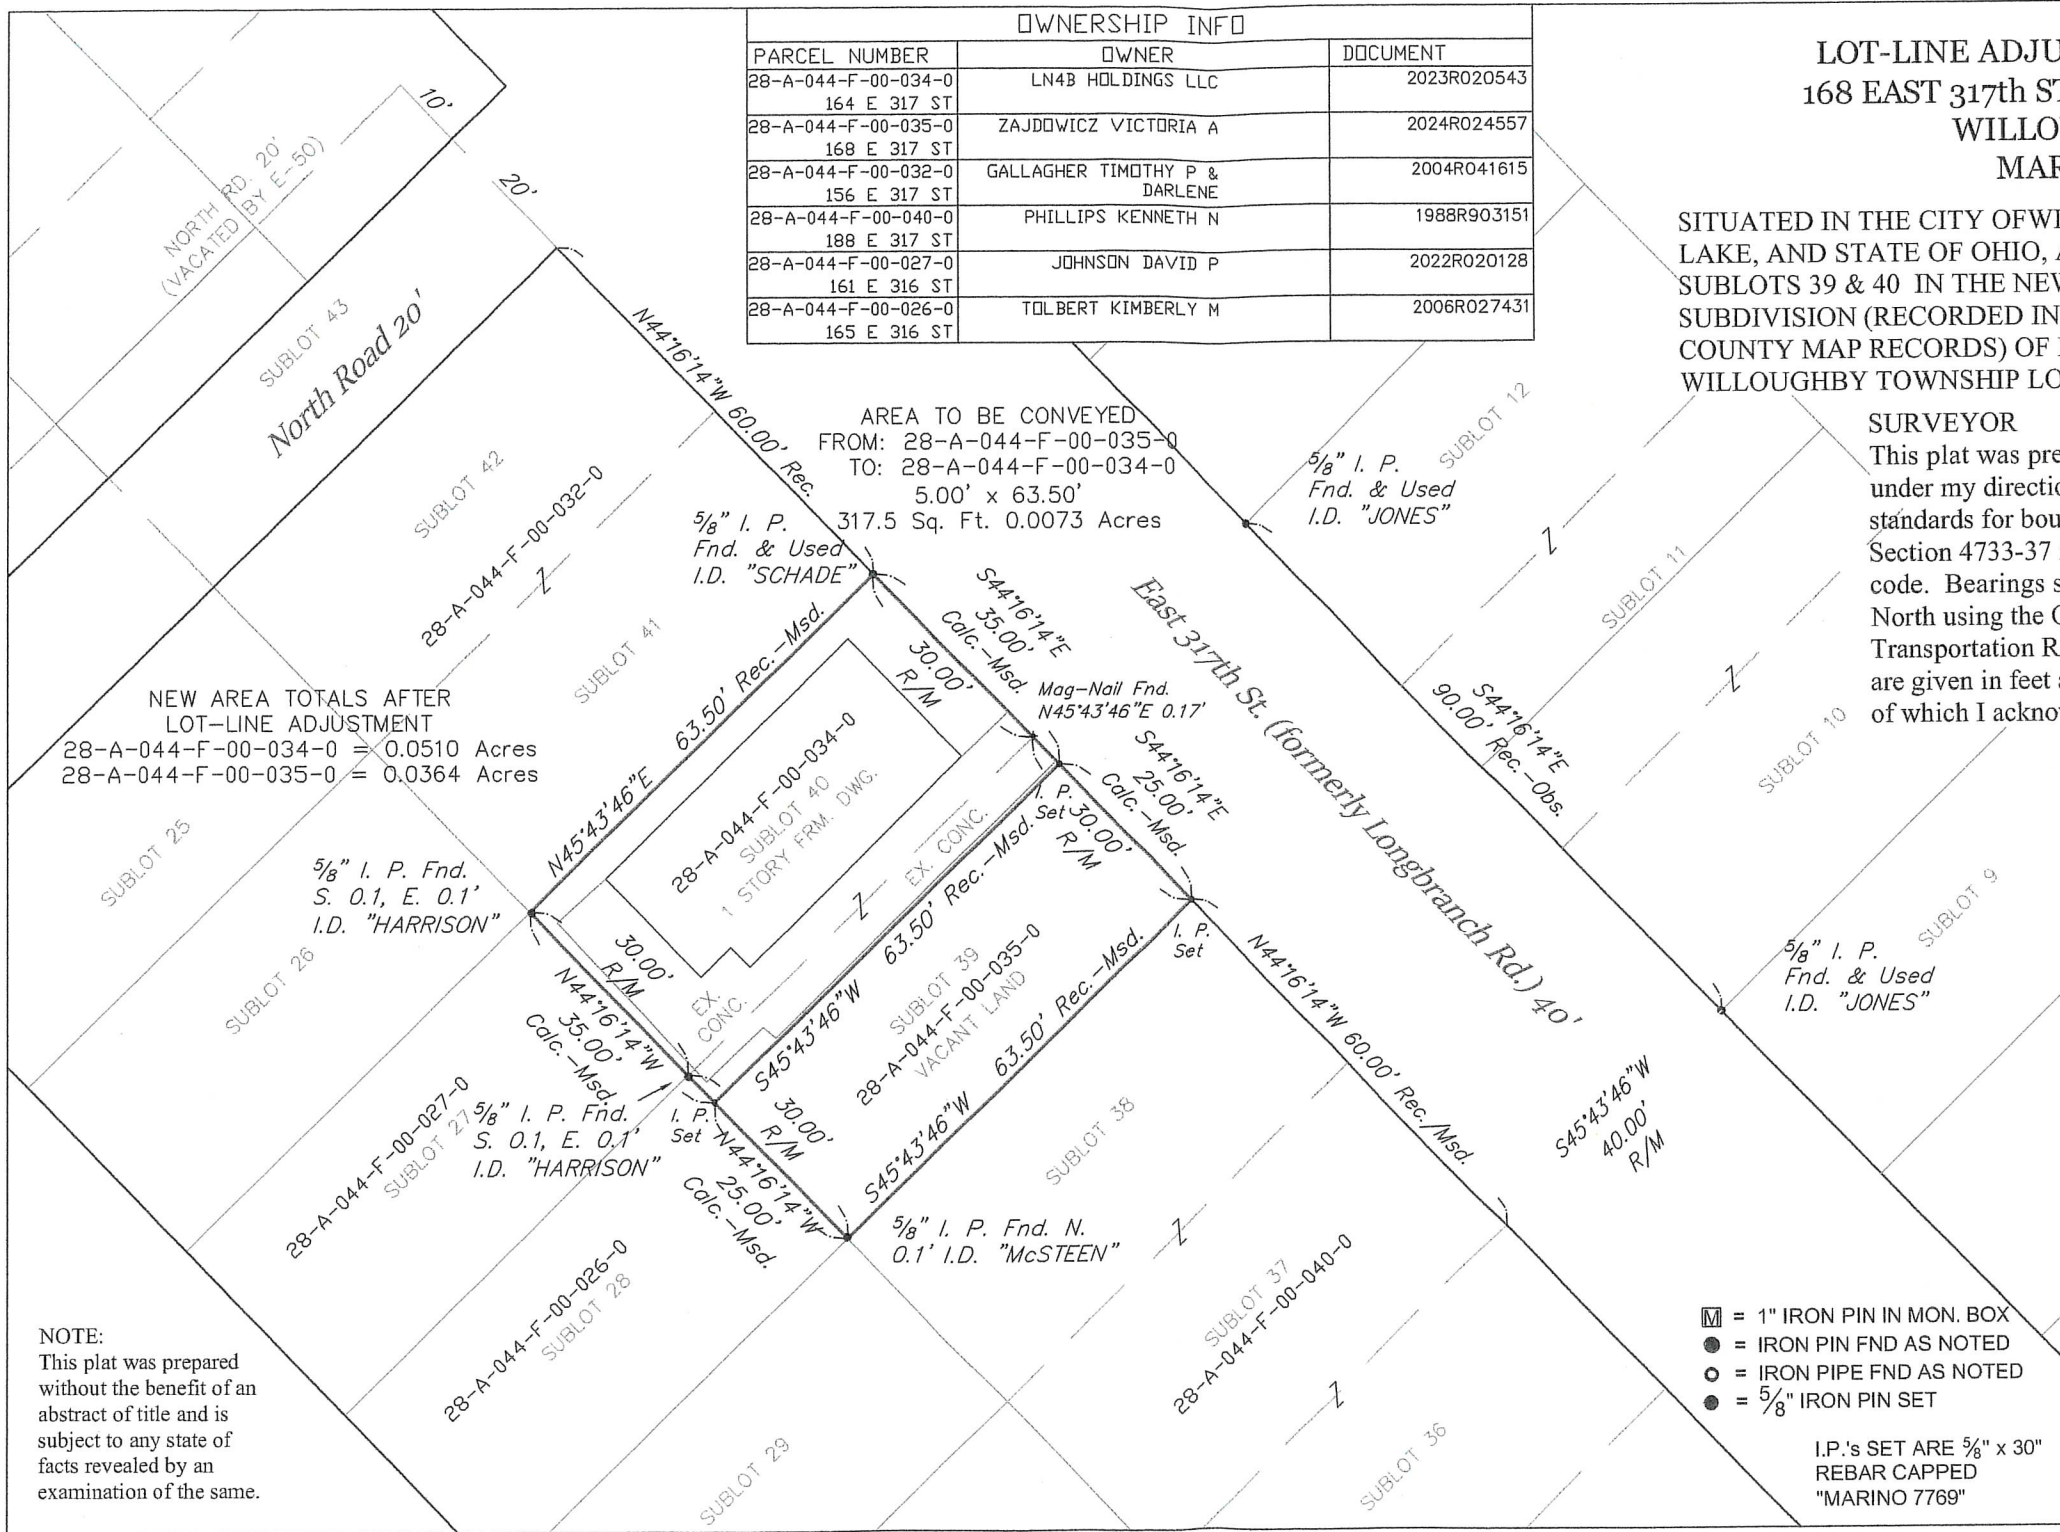 OWNERSHIP INFO
PARCEL NUMBER OWNER DOCUMENT
28-A-044-F-00-034-0 LN4B HOLDINGS LLC 2023R020543
164 E 317 ST
28-A-044-F-00-035-0 ZAJDOWICZ VICTORIA A 2024R024557
168 E 317 ST
28-A-044-F-00-032-0 GALLAGHER TIMOTHY P & 2004R041615
156 E 317 ST DARLENE
28-A-044-F-00-040-0 PHILLIPS KENNETH N 1988R903151
188 E 317 ST
28-A-044-F-00-027-0 JOHNSON DAVID P 2022R020128
161 E 316 ST
28-A-044-F-00-026-0 TOLBERT KIMBERLY M 2006R027431
165 E 316 ST
LOT-LINE ADJU
168 EAST 317th ST
WILLO
MAR
SITUATED IN THE CITY OFWI
LAKE, AND STATE OF OHIO, A
SUBLOTS 39 & 40 IN THE NEW
SUBDIVISION (RECORDED IN
COUNTY MAP RECORDS) OF
WILLOUGHBY TOWNSHIP LO
SURVEYOR
This plat was pre
under my directio
standards for bou
Section 4733-37
code. Bearings s
North using the O
Transportation R
are given in feet a
of which I acknow
10'
20'
NORTH RD. 20'
(VACATED BY E-50)
SUBLOT 43
North Road 20'
N44°16'14"W 60.00' Rec.
AREA TO BE CONVEYED
FROM: 28-A-044-F-00-035-0
TO: 28-A-044-F-00-034-0
5.00' x 63.50'
317.5 Sq. Ft. 0.0073 Acres
5/8" I. P.
Fnd. & Used
I.D. "SCHADE"
5/8" I. P.
Fnd. & Used
I.D. "JONES"
SUBLOT 12
SUBLOT 11
SUBLOT 10
SUBLOT 9
Z
Z
SUBLOT 42
28-A-044-F-00-032-0
Z
SUBLOT 41
NEW AREA TOTALS AFTER
LOT-LINE ADJUSTMENT
28-A-044-F-00-034-0 = 0.0510 Acres
28-A-044-F-00-035-0 = 0.0364 Acres
N45°43'46"E 63.50' Rec.-Msd.
S44°16'14"E
35.00'
Calc.-Msd.
30.00'
R/M
Mag-Nail Fnd.
N45°43'46"E 0.17'
28-A-044-F-00-034-0
SUBLOT 40
1 STORY FRM. DWG.
EX. CONC.
Z
S44°16'14"E
25.00'
Calc.-Msd.
I. P.
Set
30.00'
R/M
East 317th St. (formerly Longbranch Rd.) 40'
S44°16'14"E
90.00' Rec.-Obs.
5/8" I. P.
Fnd. & Used
I.D. "JONES"
SUBLOT 25
SUBLOT 26
5/8" I. P. Fnd.
S. 0.1, E. 0.1'
I.D. "HARRISON"
30.00'
R/M
N44°16'14"W
35.00'
Calc.-Msd.
EX.
CONC.
S45°43'46"W 63.50' Rec.-Msd.
SUBLOT 39
28-A-044-F-00-035-0
VACANT LAND
S45°43'46"W 63.50' Rec.-Msd.
I. P.
Set
N44°16'14"W 60.00' Rec./Msd.
S45°43'46"W
40.00'
R/M
28-A-044-F-00-027-0
SUBLOT 27
5/8" I. P. Fnd.
S. 0.1, E. 0.1'
I.D. "HARRISON"
I. P.
Set
30.00'
R/M
N44°16'14"W
25.00'
Calc.-Msd.
5/8" I. P. Fnd. N.
0.1' I.D. "McSTEEN"
SUBLOT 38
Z
SUBLOT 37
28-A-044-F-00-040-0
Z
SUBLOT 36
28-A-044-F-00-026-0
SUBLOT 28
SUBLOT 29
NOTE:
This plat was prepared
without the benefit of an
abstract of title and is
subject to any state of
facts revealed by an
examination of the same.
M = 1" IRON PIN IN MON. BOX
= IRON PIN FND AS NOTED
= IRON PIPE FND AS NOTED
= 5/8" IRON PIN SET
I.P.'s SET ARE 5/8" x 30"
REBAR CAPPED
"MARINO 7769"